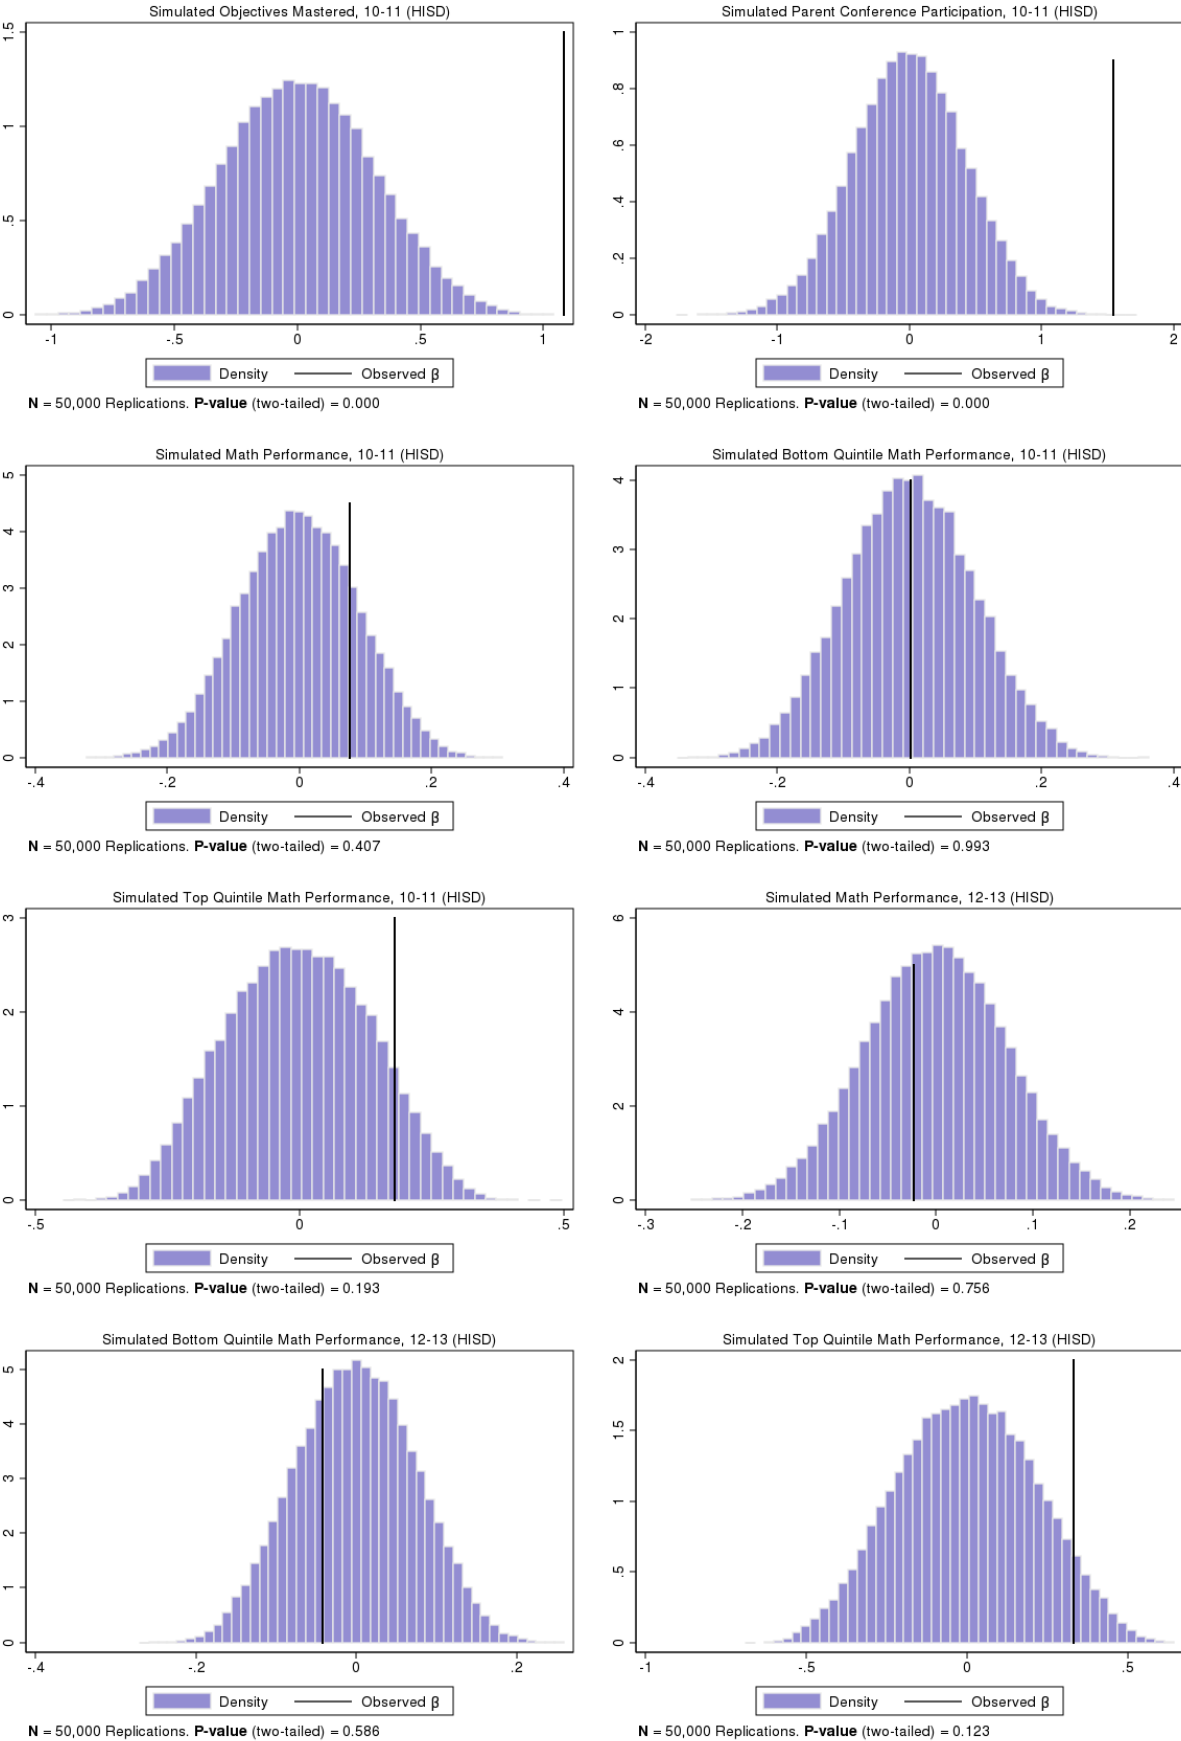 Simulated Objectives Mastered, 10-11 (HISD)
0 .5 1 1.5
-1 -.5 0 .5 1
Density Observed β
N = 50,000 Replications. P-value (two-tailed) = 0.000
Simulated Parent Conference Participation, 10-11 (HISD)
0 .2 .4 .6 .8 1
-2 -1 0 1 2
Density Observed β
N = 50,000 Replications. P-value (two-tailed) = 0.000
Simulated Math Performance, 10-11 (HISD)
0 1 2 3 4 5
-.4 -.2 0 .2 .4
Density Observed β
N = 50,000 Replications. P-value (two-tailed) = 0.407
Simulated Bottom Quintile Math Performance, 10-11 (HISD)
0 1 2 3 4
-.4 -.2 0 .2 .4
Density Observed β
N = 50,000 Replications. P-value (two-tailed) = 0.993
Simulated Top Quintile Math Performance, 10-11 (HISD)
0 1 2 3
-.5 0 .5
Density Observed β
N = 50,000 Replications. P-value (two-tailed) = 0.193
Simulated Math Performance, 12-13 (HISD)
0 2 4 6
-.3 -.2 -.1 0 .1 .2
Density Observed β
N = 50,000 Replications. P-value (two-tailed) = 0.756
Simulated Bottom Quintile Math Performance, 12-13 (HISD)
0 1 2 3 4 5
-.4 -.2 0 .2
Density Observed β
N = 50,000 Replications. P-value (two-tailed) = 0.586
Simulated Top Quintile Math Performance, 12-13 (HISD)
0 .5 1 1.5 2
-1 -.5 0 .5
Density Observed β
N = 50,000 Replications. P-value (two-tailed) = 0.123